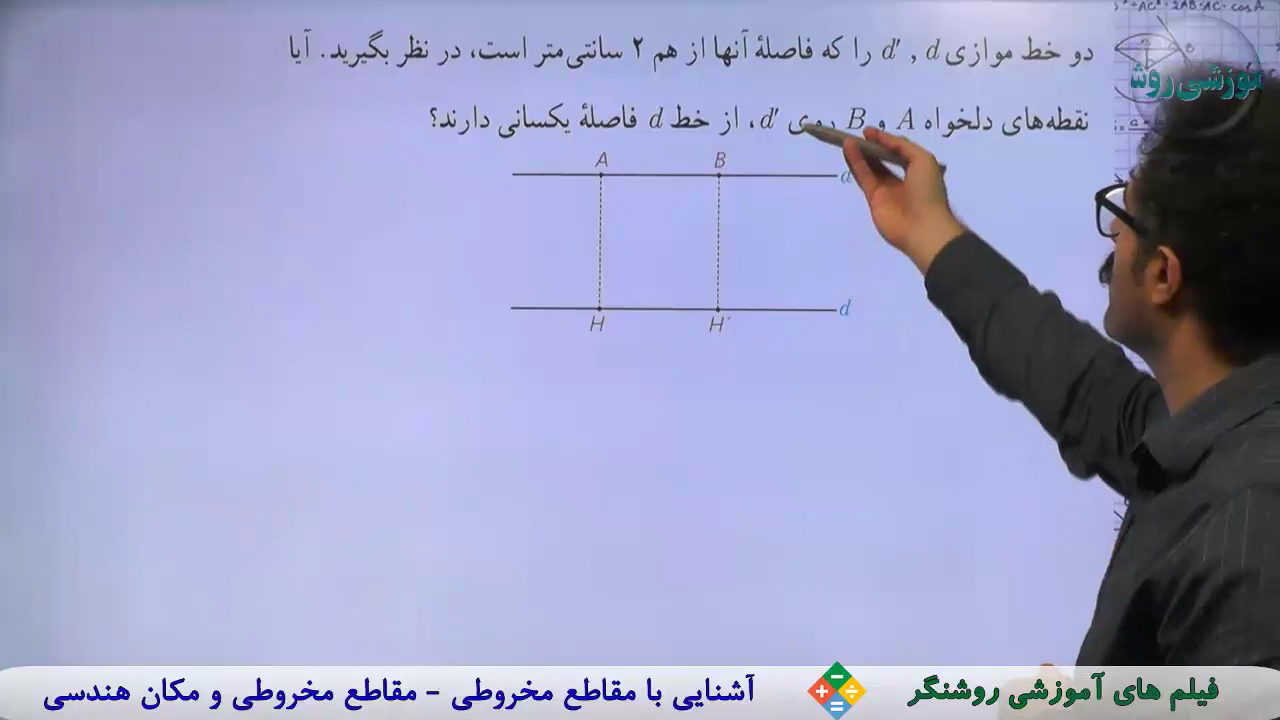 دو خط موازی d , d′ را که فاصلهٔ آنها از هم ۲ سانتی‌متر است، در نظر بگیرید. آیا
نقطه‌های دلخواه A و B روی d′، از خط d فاصلهٔ یکسانی دارند؟
A B
d
H H′
آشنایی با مقاطع مخروطی - مقاطع مخروطی و مکان هندسی
فیلم های آموزشی روشنگر